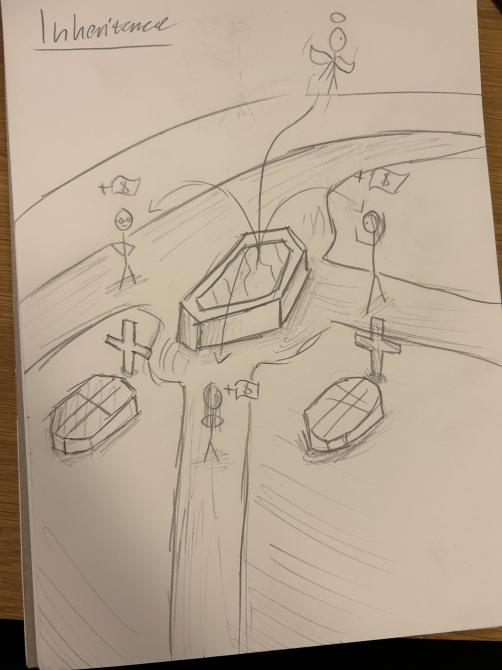 Inheritence
+ $
+ $
+ $